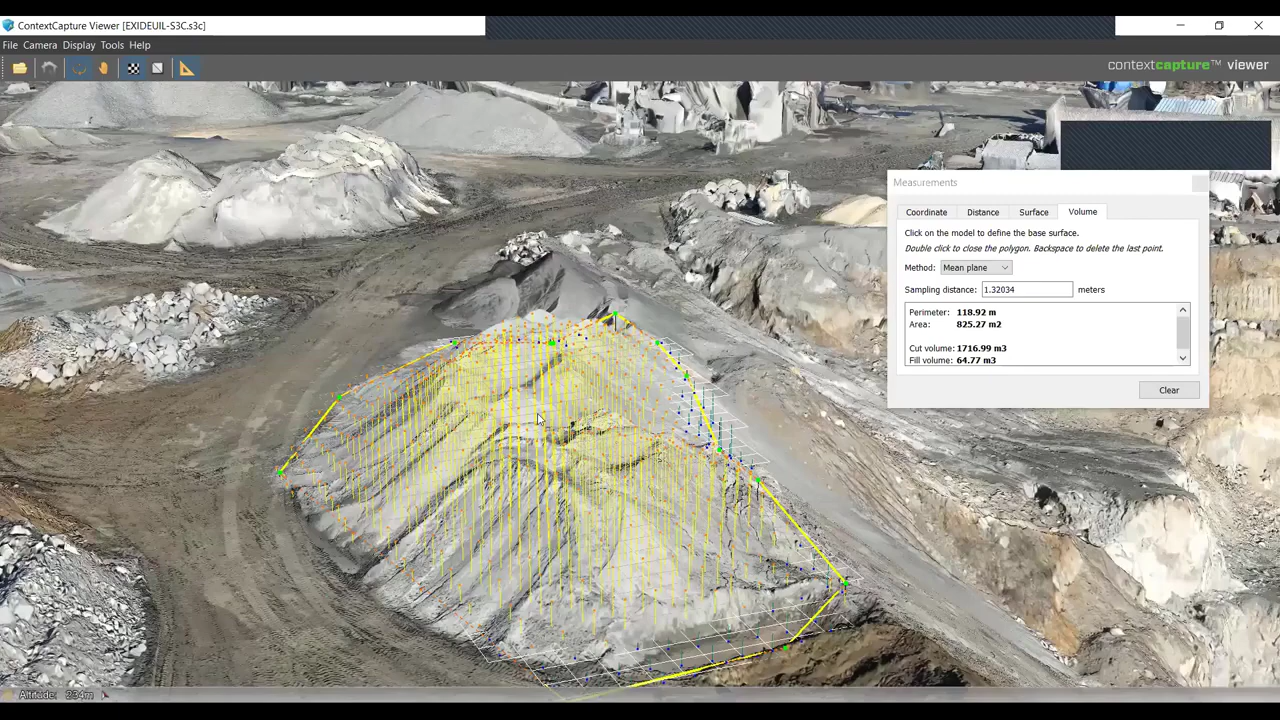 ContextCapture Viewer [EXIDEUIL-S3C.s3c]
File Camera Display Tools Help
contextcapture™ viewer
Measurements
Coordinate Distance Surface Volume
Click on the model to define the base surface.
Double click to close the polygon. Backspace to delete the last point.
Method: Mean plane
Sampling distance: 1.32034 meters
Perimeter: 118.92 m
Area: 825.27 m2
Cut volume: 1716.99 m3
Fill volume: 64.77 m3
Clear
Altitude: 234m